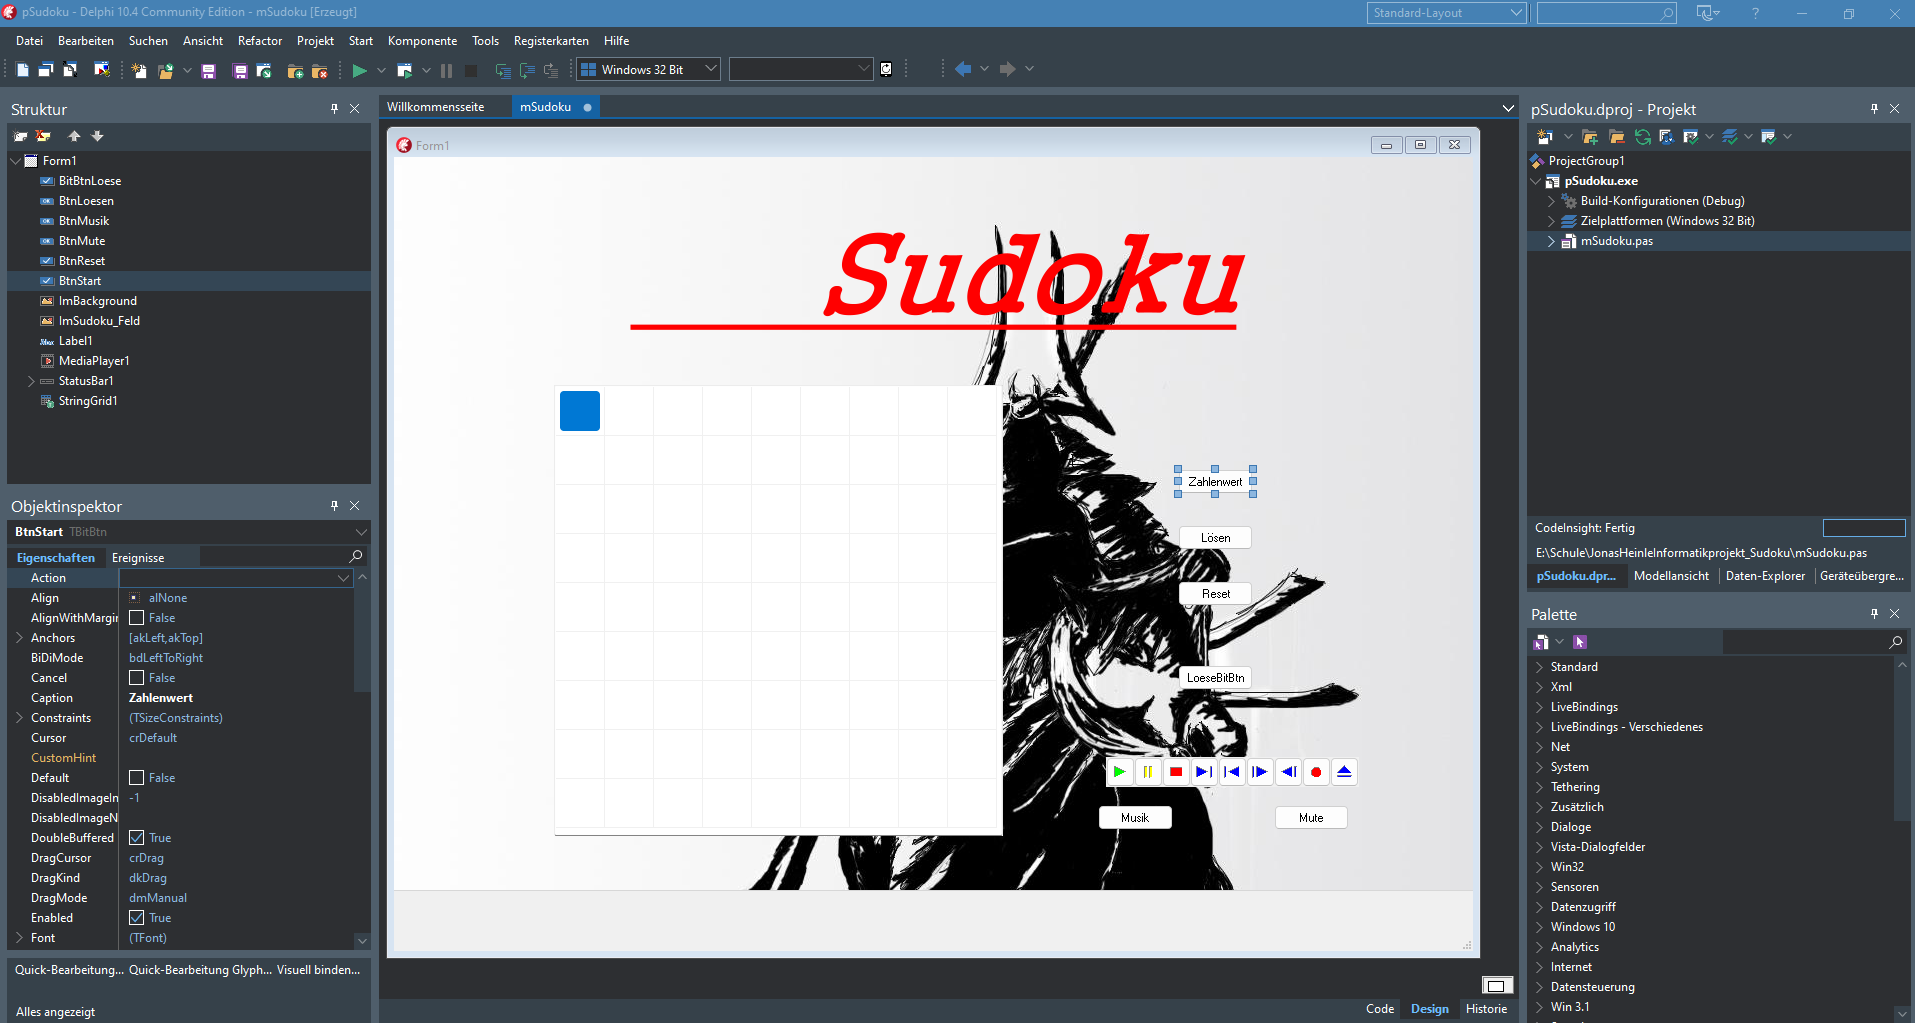 pSudoku - Delphi 10.4 Community Edition - mSudoku [Erzeugt]
Standard-Layout
?
Datei Bearbeiten Suchen Ansicht Refactor Projekt Start Komponente Tools Registerkarten Hilfe
Windows 32 Bit
Struktur
Form1
BitBtnLoese
BtnLoesen
BtnMusik
BtnMute
BtnReset
BtnStart
ImBackground
ImSudoku_Feld
Label1
MediaPlayer1
StatusBar1
StringGrid1
Objektinspektor
BtnStart TBitBtn
Eigenschaften Ereignisse
Action
Align alNone
AlignWithMargir False
Anchors [akLeft,akTop]
BiDiMode bdLeftToRight
Cancel False
Caption Zahlenwert
Constraints (TSizeConstraints)
Cursor crDefault
CustomHint
Default False
DisabledImageIn -1
DisabledImageN
DoubleBuffered True
DragCursor crDrag
DragKind dkDrag
DragMode dmManual
Enabled True
Font (TFont)
Quick-Bearbeitung... Quick-Bearbeitung Glyph... Visuell binden...
Alles angezeigt
Willkommensseite mSudoku
Form1
Sudoku
Zahlenwert
Lösen
Reset
LoeseBitBtn
Musik Mute
Code Design Historie
pSudoku.dproj - Projekt
ProjectGroup1
pSudoku.exe
Build-Konfigurationen (Debug)
Zielplattformen (Windows 32 Bit)
mSudoku.pas
CodeInsight: Fertig
E:\Schule\JonasHeinleInformatikprojekt_Sudoku\mSudoku.pas
pSudoku.dpr... Modellansicht Daten-Explorer Geräteübergre...
Palette
Standard
Xml
LiveBindings
LiveBindings - Verschiedenes
Net
System
Tethering
Zusätzlich
Dialoge
Vista-Dialogfelder
Win32
Sensoren
Datenzugriff
Windows 10
Analytics
Internet
Datensteuerung
Win 3.1